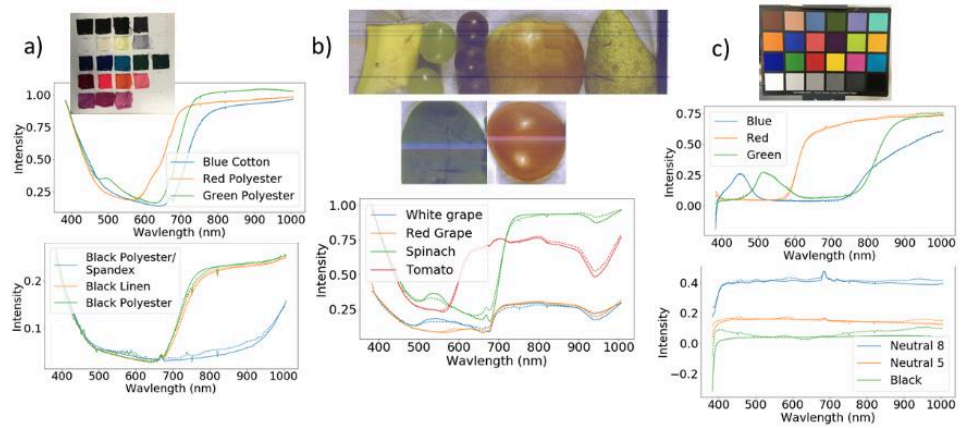 a)
1.00
0.75
0.50
0.25
Intensity
Blue Cotton
Red Polyester
Green Polyester
400 500 600 700 800 900 1000
Wavelength (nm)
0.2
0.1
Intensity
Black Polyester/
Spandex
Black Linen
Black Polyester
400 500 600 700 800 900 1000
Wavelength (nm)
b)
1.00
0.75
0.50
0.25
Intensity
White grape
Red Grape
Spinach
Tomato
400 500 600 700 800 900 1000
Wavelength (nm)
c)
0.75
0.50
0.25
0.00
Intensity
Blue
Red
Green
400 500 600 700 800 900 1000
Wavelength (nm)
0.4
0.2
0.0
−0.2
Intensity
Neutral 8
Neutral 5
Black
400 500 600 700 800 900 1000
Wavelength (nm)